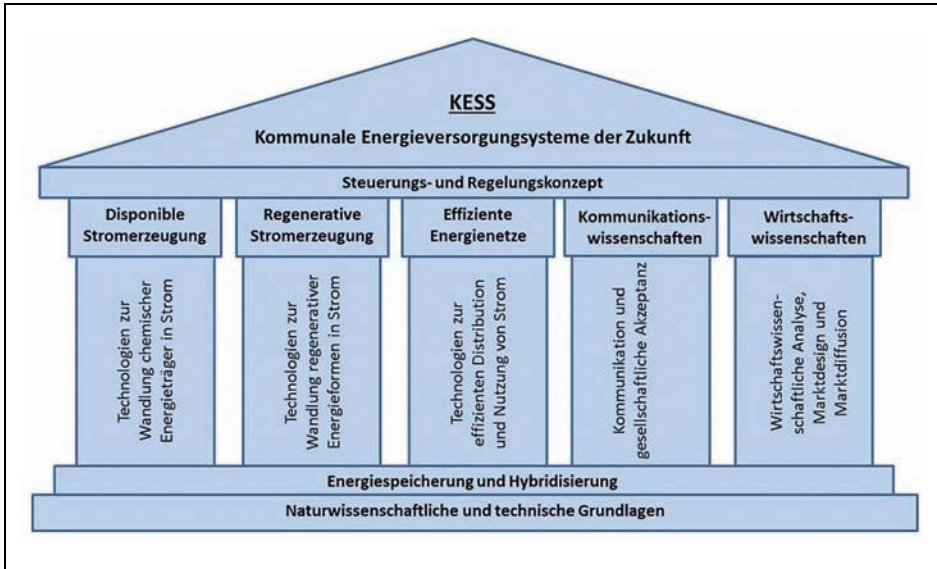 KESS
Kommunale Energieversorgungsysteme der Zukunft
Steuerungs- und Regelungskonzept
Disponible
Stromerzeugung
Regenerative
Stromerzeugung
Effiziente
Energienetze
Kommunikations-
wissenschaften
Wirtschafts-
wissenschaften
Technologien zur
Wandlung chemischer
Energieträger in Strom
Technologien zur
Wandlung regenerativer
Energieformen in Strom
Technologien zur
effizienten Distribution
und Nutzung von Strom
Kommunikation und
gesellschaftliche Akzeptanz
Wirtschaftswissen-
schaftliche Analyse,
Marktdesign und
Marktdiffusion
Energiespeicherung und Hybridisierung
Naturwissenschaftliche und technische Grundlagen